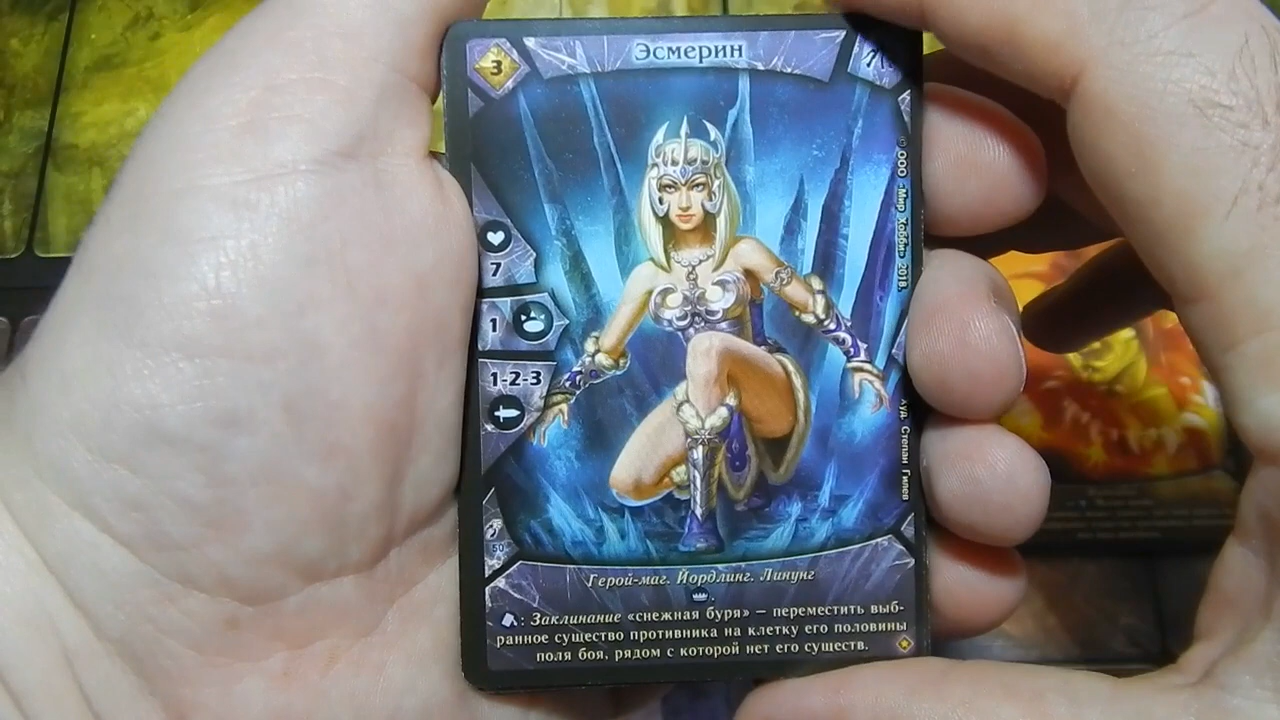 3
Эсмерин
7
1
1-2-3
50
© ООО «Мир Хобби» 2018.
Худ. Степан Гилев
Герой-маг. Йордлинг. Линунг
: Заклинание «снежная буря» — переместить выб-
ранное существо противника на клетку его половины
поля боя, рядом с которой нет его существ.